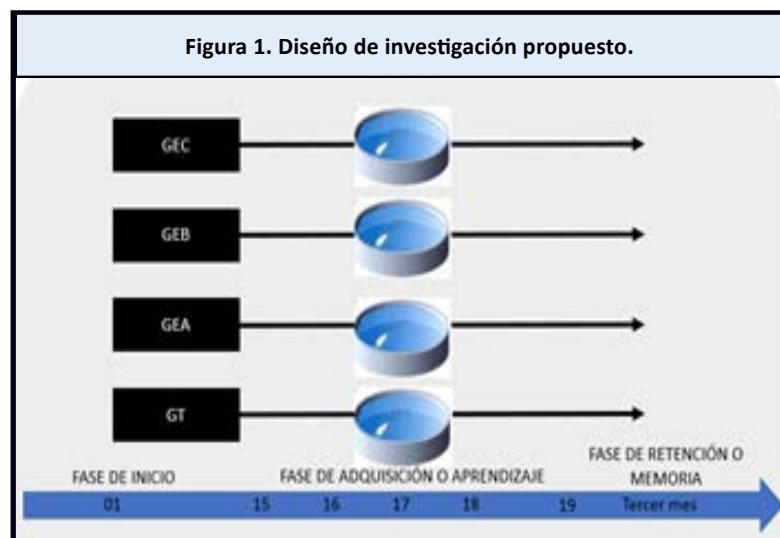 Figura 1. Diseño de investigación propuesto.
GEC
GEB
GEA
GT
FASE DE INICIO
FASE DE ADQUISICIÓN O APRENDIZAJE
FASE DE RETENCIÓN O
MEMORIA
01 15 16 17 18 19 Tercer mes